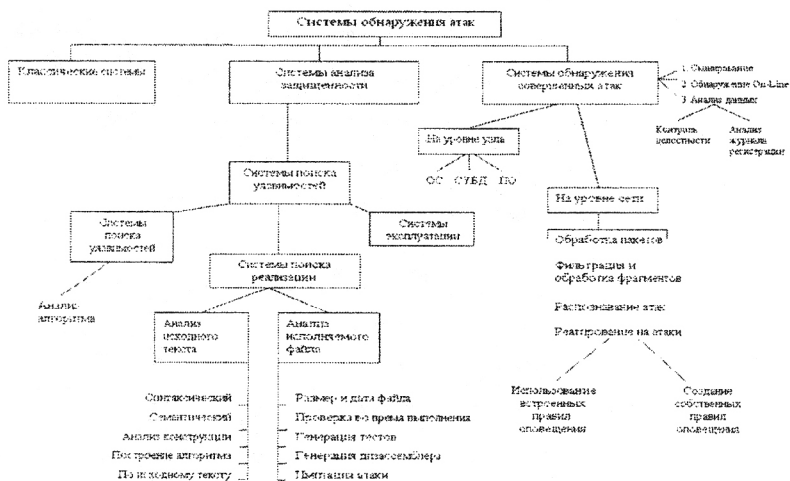 Системы обнаружения атак
Классические системы
Системы анализа
защищенности
Системы обнаружения
совершенных атак
1 Сканирование
2 Обнаружение On-Line
3 Анализ данных
Контроль
целостности
Анализ
журнала
регистрации
На уровне узла
ОС СУБД ПО
На уровне сети
Обработка пакетов
Фильтрация и
обработка фрагментов
Распознавание атак
Реагирование на атаки
Использование
встроенных
правил
оповещения
Создание
собственных
правил
оповещения
Системы поиска
уязвимостей
Системы
поиска
уязвимостей
Системы
эксплуатации
Системы поиска
реализации
Анализ
алгоритма
Анализ
исходного
текста
Анализ
исполняемого
файла
Синтаксический
Семантический
Анализ конструкции
Построение алгоритма
По исходному тексту
Размер и дата файла
Проверка во время выполнения
Генерация тестов
Генерация дизассемблера
Имитация атаки